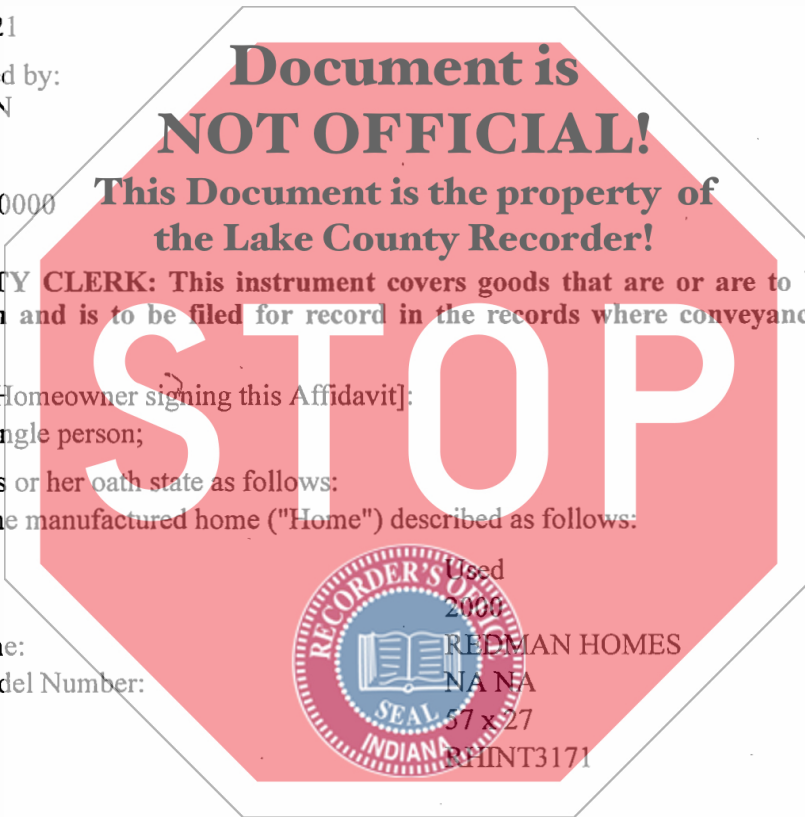 21
d by:
Document is
NOT OFFICIAL!
This Document is the property of
0000
the Lake County Recorder!
TY CLERK: This instrument covers goods that are or are to
and is to be filed for record in the records where conveyanc
STOP
Homeowner signing this Affidavit]:
ngle person;
s or her oath state as follows:
e manufactured home ("Home") described as follows:
Used
2000
e: REDMAN HOMES
del Number: NA NA
57 x 27
RHINT3171
RECORDER'S OFFICE
SEAL
INDIANA